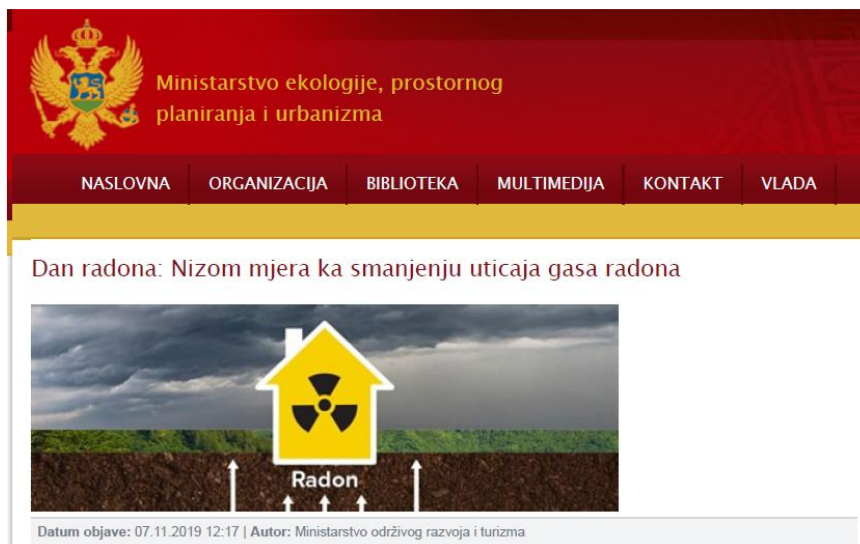 Ministarstvo ekologije, prostornog
planiranja i urbanizma
NASLOVNA ORGANIZACIJA BIBLIOTEKA MULTIMEDIJA KONTAKT VLADA
Dan radona: Nizom mjera ka smanjenju uticaja gasa radona
Radon
Datum objave: 07.11.2019 12:17 | Autor: Ministarstvo održivog razvoja i turizma